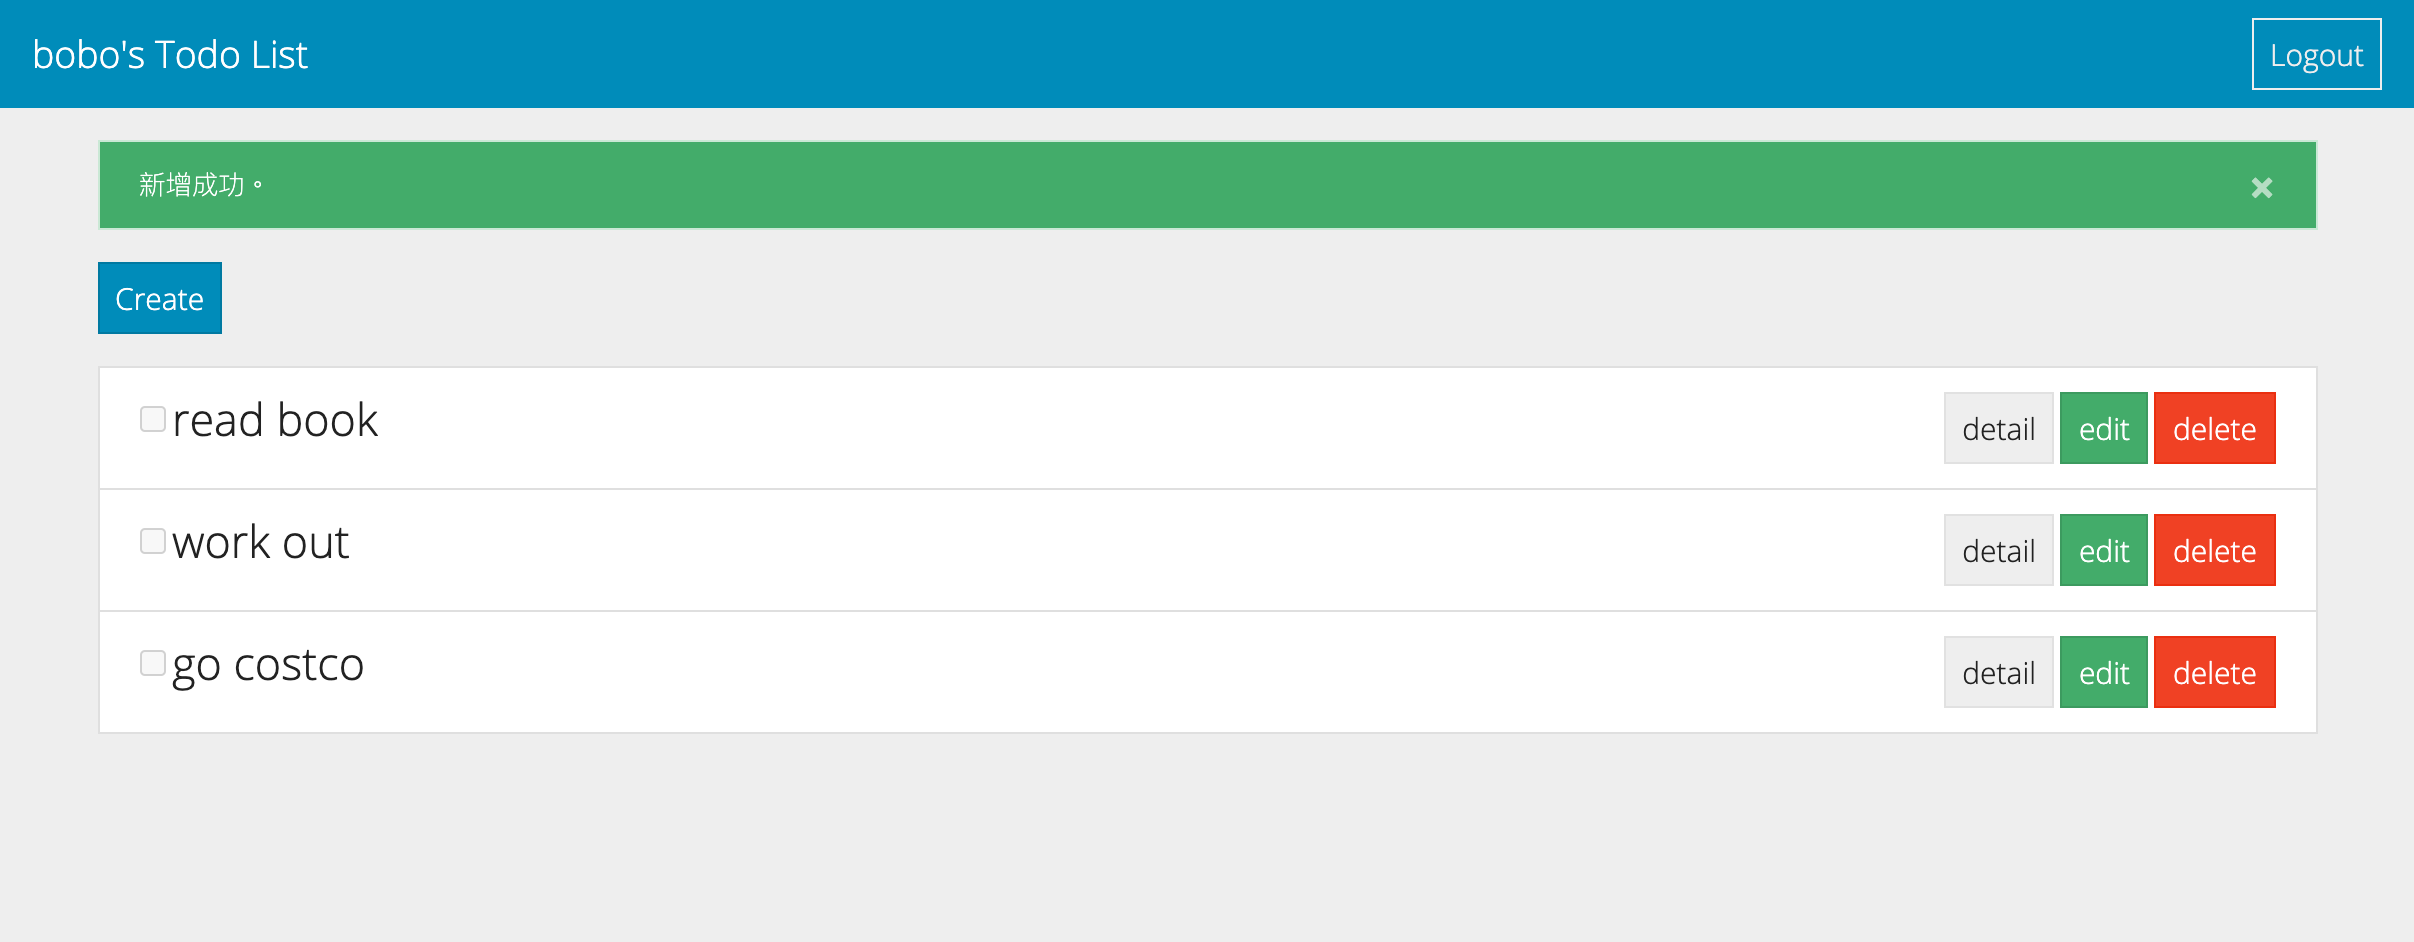 bobo's Todo List
Logout
新增成功。
Create
read book
detail edit delete
work out
detail edit delete
go costco
detail edit delete